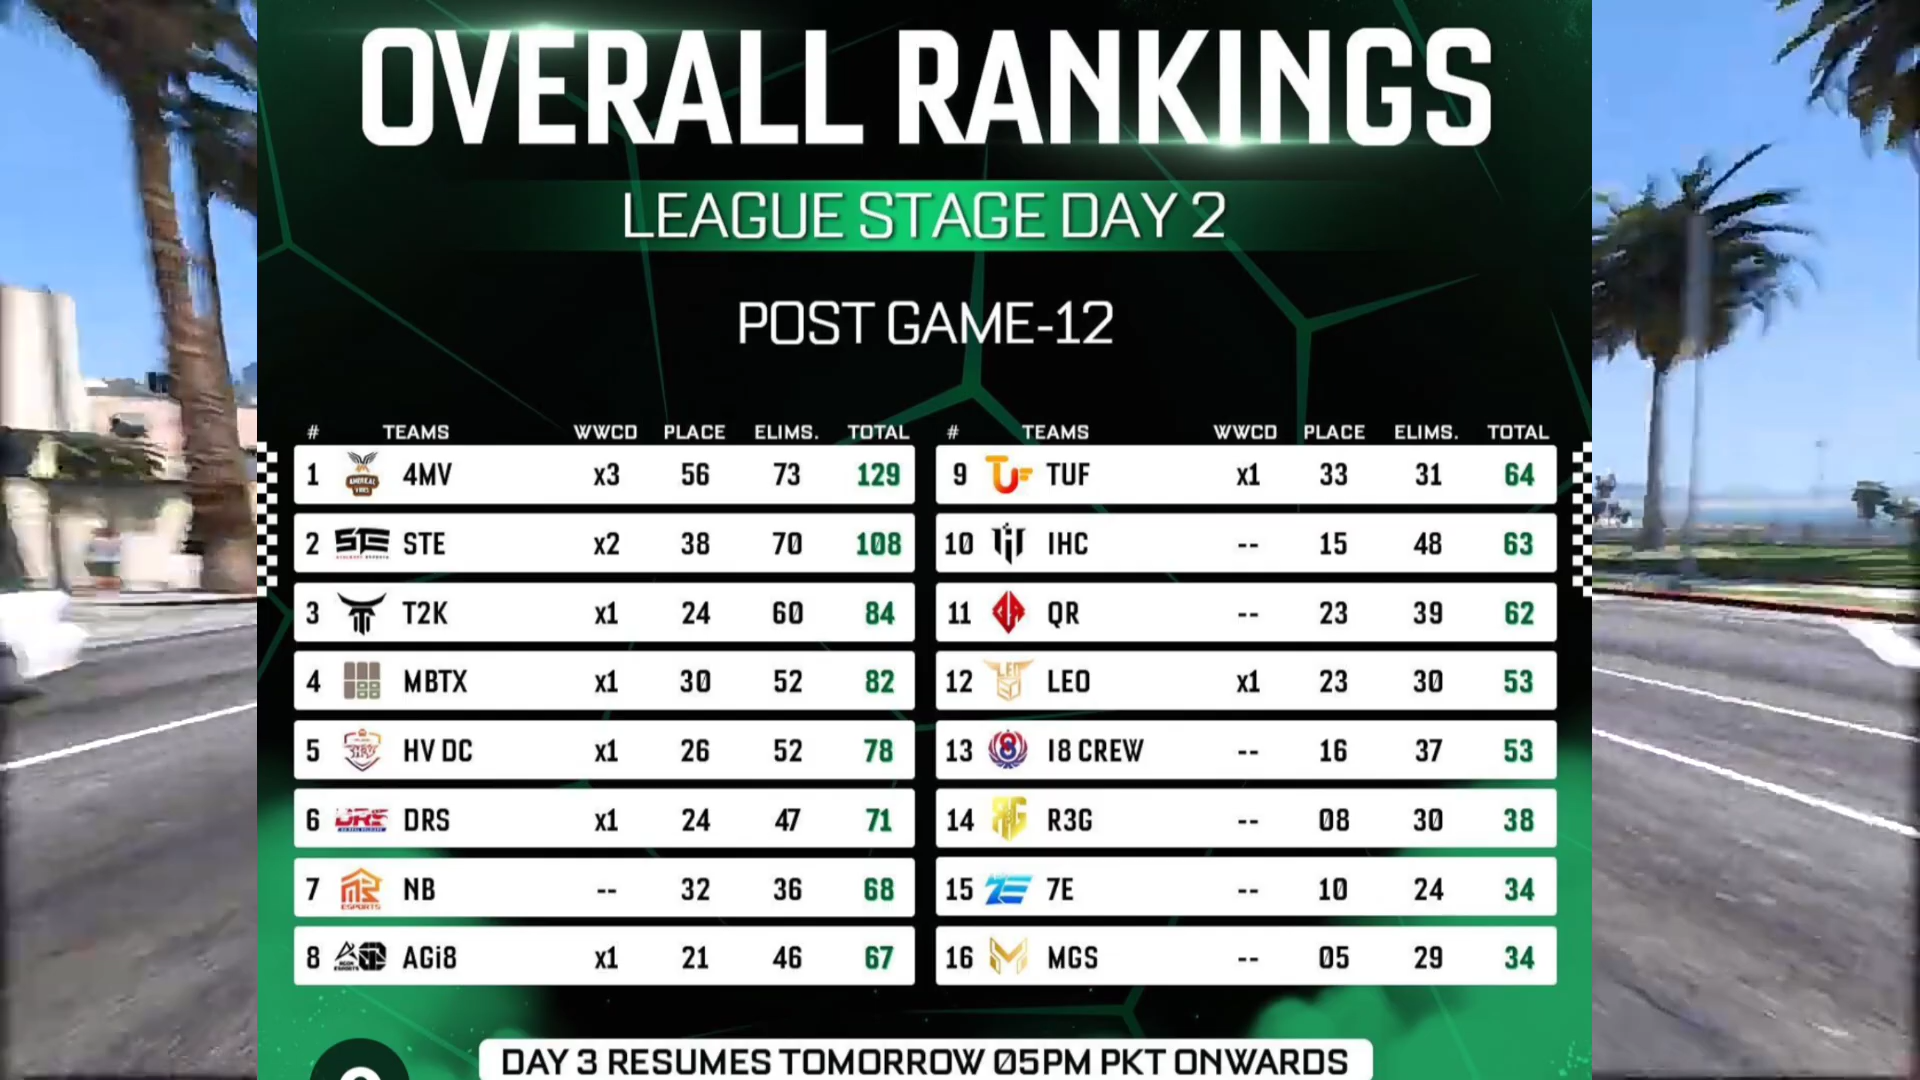 OVERALL RANKINGS
LEAGUE STAGE DAY 2
POST GAME-12
# TEAMS WWCD PLACE ELIMS. TOTAL
1 4MV x3 56 73 129
2 STE x2 38 70 108
3 T2K x1 24 60 84
4 MBTX x1 30 52 82
5 HV DC x1 26 52 78
6 DRS x1 24 47 71
7 NB -- 32 36 68
8 AGi8 x1 21 46 67
# TEAMS WWCD PLACE ELIMS. TOTAL
9 TUF x1 33 31 64
10 IHC -- 15 48 63
11 QR -- 23 39 62
12 LEO x1 23 30 53
13 I8 CREW -- 16 37 53
14 R3G -- 08 30 38
15 7E -- 10 24 34
16 MGS -- 05 29 34
DAY 3 RESUMES TOMORROW 05PM PKT ONWARDS